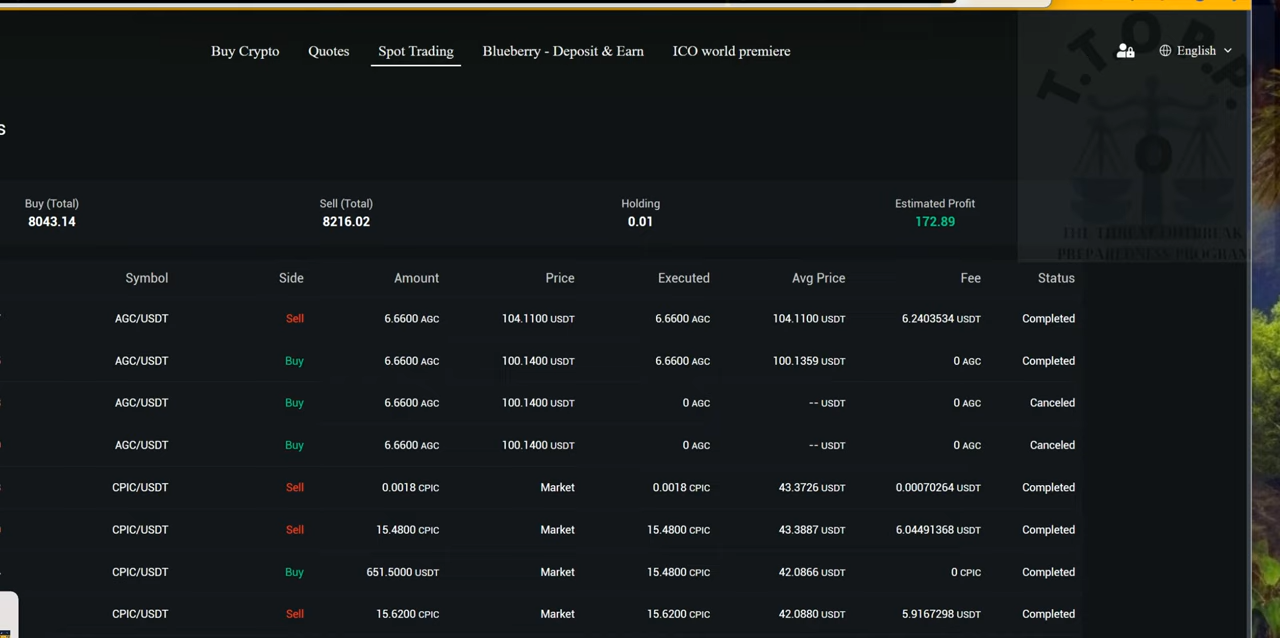 T.T.O.P.P.
Buy Crypto Quotes Spot Trading Blueberry - Deposit & Earn ICO world premiere English
s
THE THREAT OUTBREAK
PREPAREDNESS PROGRAM
Buy (Total) Sell (Total) Holding Estimated Profit
8043.14 8216.02 0.01 172.89
Symbol Side Amount Price Executed Avg Price Fee Status
AGC/USDT Sell 6.6600 AGC 104.1100 USDT 6.6600 AGC 104.1100 USDT 6.2403534 USDT Completed
AGC/USDT Buy 6.6600 AGC 100.1400 USDT 6.6600 AGC 100.1359 USDT 0 AGC Completed
AGC/USDT Buy 6.6600 AGC 100.1400 USDT 0 AGC -- USDT 0 AGC Canceled
AGC/USDT Buy 6.6600 AGC 100.1400 USDT 0 AGC -- USDT 0 AGC Canceled
CPIC/USDT Sell 0.0018 CPIC Market 0.0018 CPIC 43.3726 USDT 0.00070264 USDT Completed
CPIC/USDT Sell 15.4800 CPIC Market 15.4800 CPIC 43.3887 USDT 6.04491368 USDT Completed
CPIC/USDT Buy 651.5000 USDT Market 15.4800 CPIC 42.0866 USDT 0 CPIC Completed
CPIC/USDT Sell 15.6200 CPIC Market 15.6200 CPIC 42.0880 USDT 5.9167298 USDT Completed